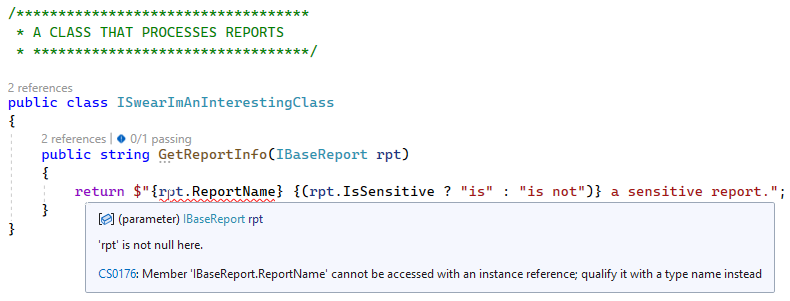 /***********************************
* A CLASS THAT PROCESSES REPORTS
* *********************************/
2 references
public class ISwearImAnInterestingClass
{
2 references | 0/1 passing
public string GetReportInfo(IBaseReport rpt)
{
return $"{rpt.ReportName} {(rpt.IsSensitive ? "is" : "is not")} a sensitive report.";
}
}
(parameter) IBaseReport rpt
'rpt' is not null here.
CS0176: Member 'IBaseReport.ReportName' cannot be accessed with an instance reference; qualify it with a type name instead